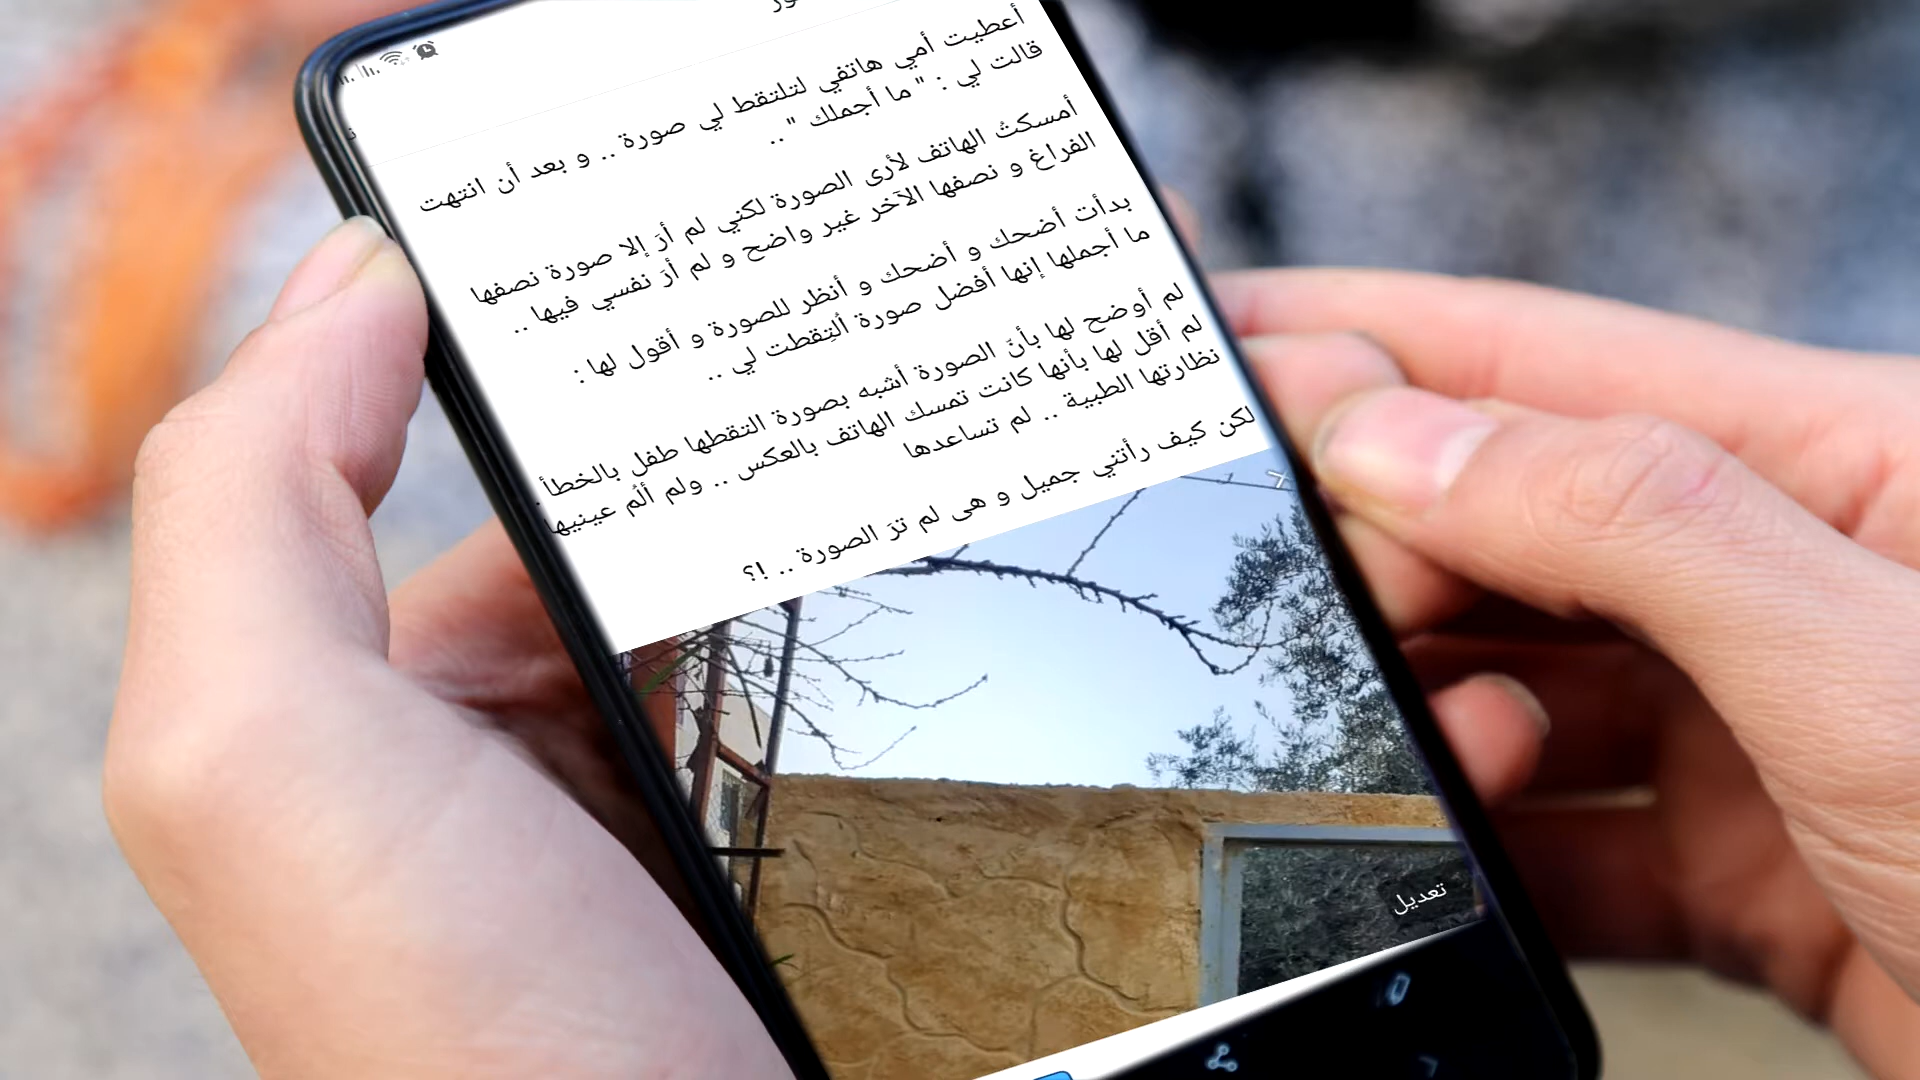 أعطيت أمي هاتفي لتلتقط لي صورة .. و بعد أن انتهت
قالت لي : " ما أجملك " ..
أمسكتُ الهاتف لأرى الصورة لكني لم أرَ إلا صورة نصفها
الفراغ و نصفها الآخر غير واضح و لم أرَ نفسي فيها ..
بدأت أضحك و أضحك و أنظر للصورة و أقول لها :
ما أجملها إنها أفضل صورة اُلتِقطت لي ..
لم أوضح لها بأنّ الصورة أشبه بصورة التقطها طفل بالخطأ.
لم أقل لها بأنها كانت تمسك الهاتف بالعكس .. ولم ألُم عينيها
نظارتها الطبية .. لم تساعدها
لكن كيف رأتني جميل و هى لم ترَ الصورة .. !؟
تعديل